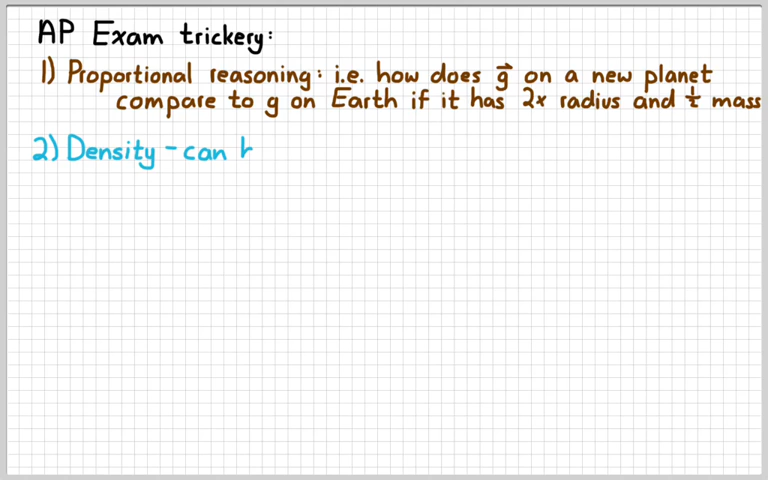 AP Exam trickery:
1) Proportional reasoning: i.e. how does g⃗ on a new planet
compare to g on Earth if it has 2x radius and ½ mass
2) Density - can